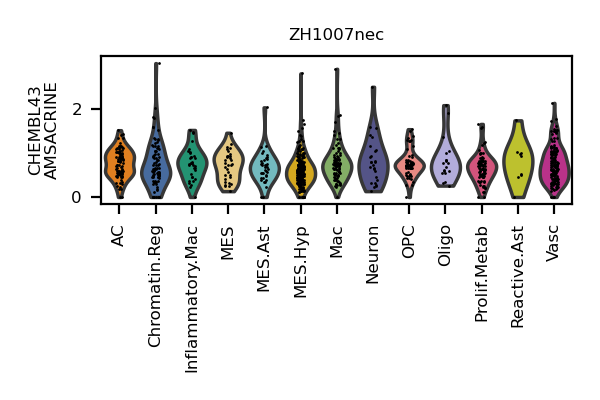 ZH1007nec
CHEMBL43
AMSACRINE
2
0
AC
Chromatin.Reg
Inflammatory.Mac
MES
MES.Ast
MES.Hyp
Mac
Neuron
OPC
Oligo
Prolif.Metab
Reactive.Ast
Vasc